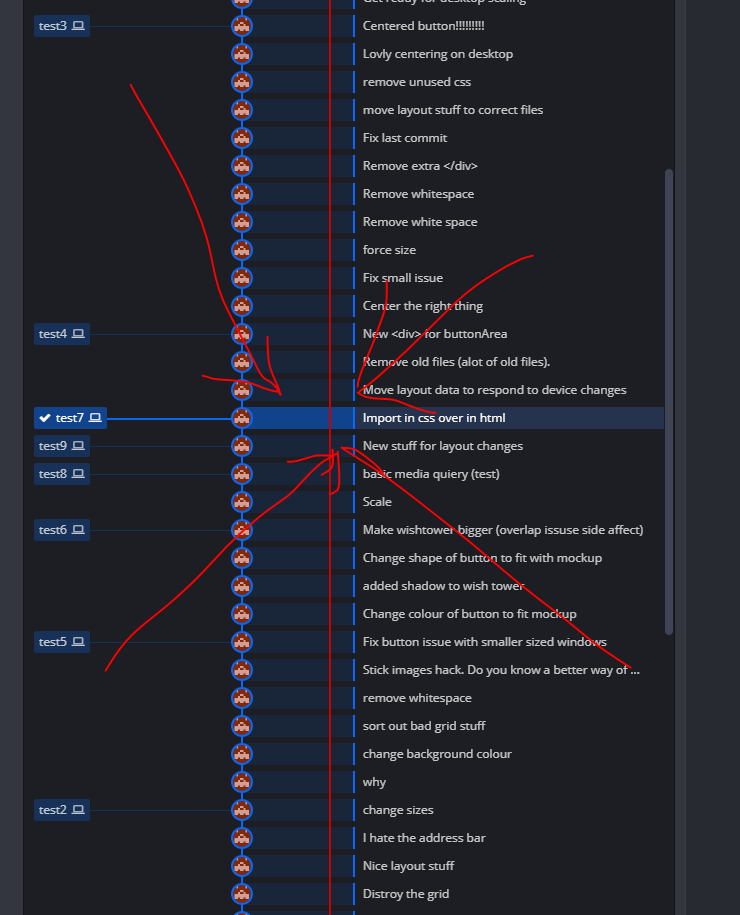 Get ready for desktop scaling
test3 Centered button!!!!!!!!!
Lovly centering on desktop
remove unused css
move layout stuff to correct files
Fix last commit
Remove extra </div>
Remove whitespace
Remove white space
force size
Fix small issue
Center the right thing
test4 New <div> for buttonArea
Remove old files (alot of old files).
Move layout data to respond to device changes
test7 Import in css over in html
test9 New stuff for layout changes
test8 basic media quiery (test)
Scale
test6 Make wishtower bigger (overlap issuse side affect)
Change shape of button to fit with mockup
added shadow to wish tower
Change colour of button to fit mockup
test5 Fix button issue with smaller sized windows
Stick images hack. Do you know a better way of ...
remove whitespace
sort out bad grid stuff
change background colour
why
test2 change sizes
I hate the address bar
Nice layout stuff
Distroy the grid